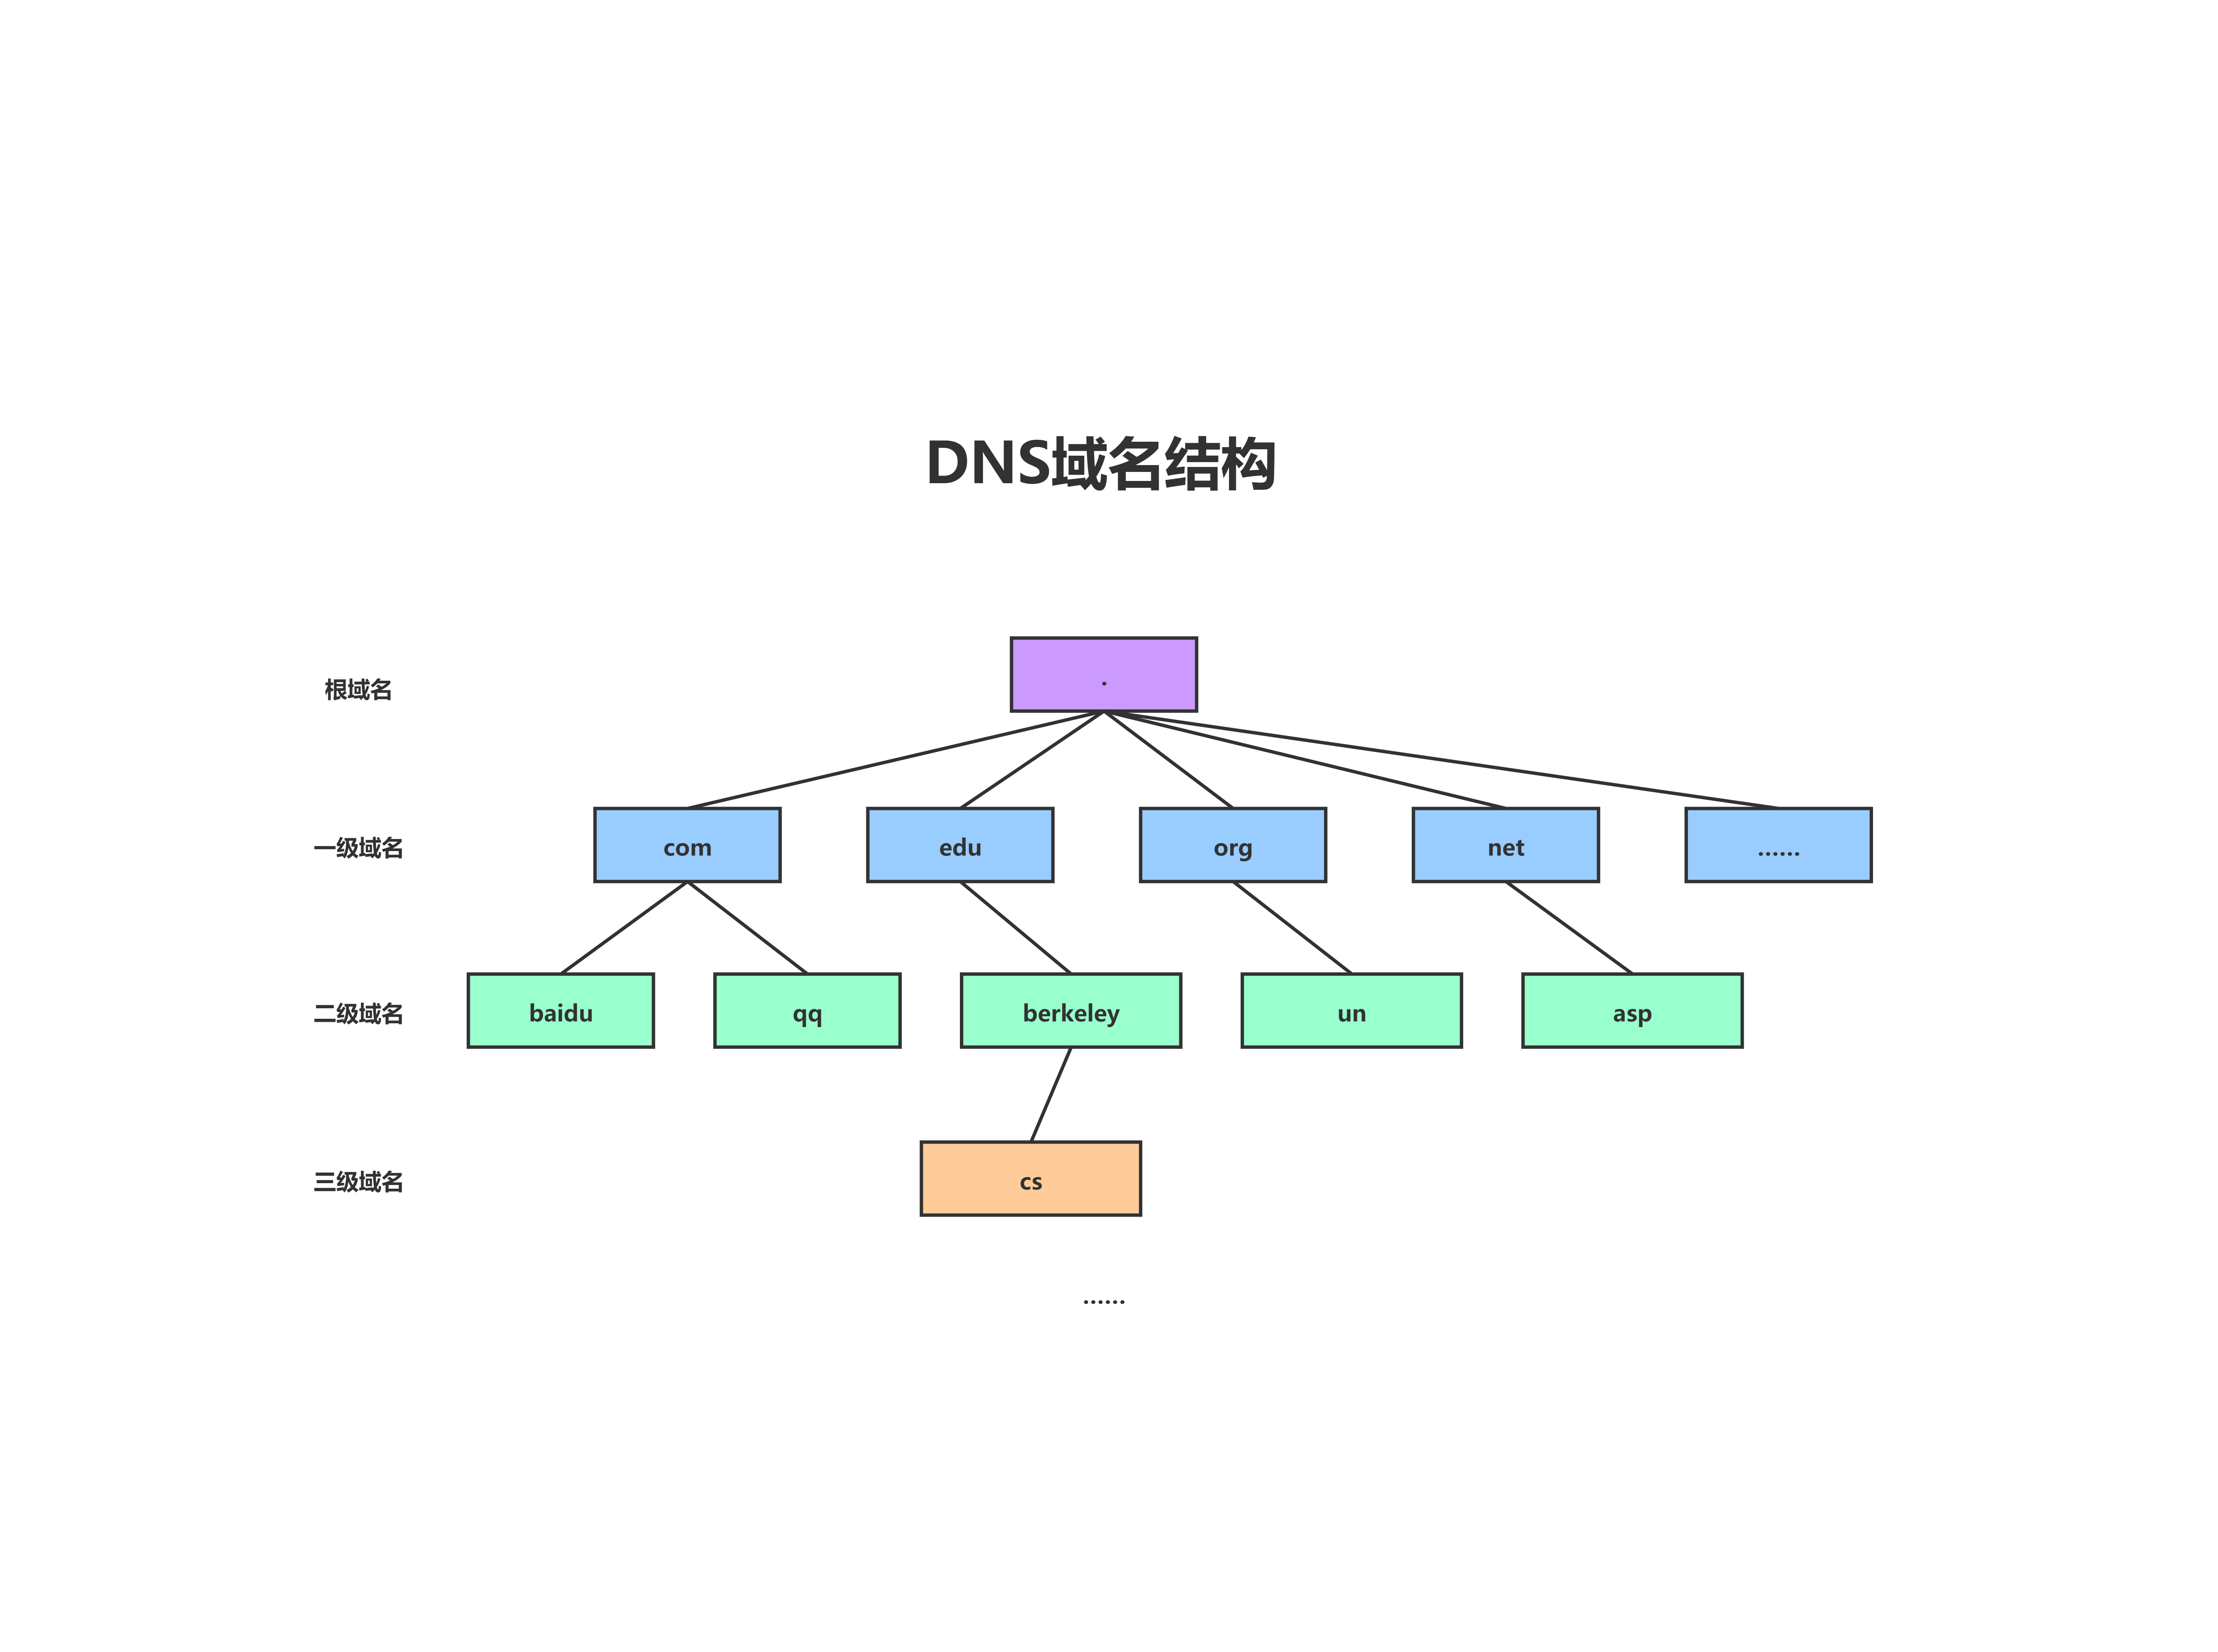 DNS域名结构
根域名
.
一级域名
com
edu
org
net
......
二级域名
baidu
qq
berkeley
un
asp
三级域名
cs
......